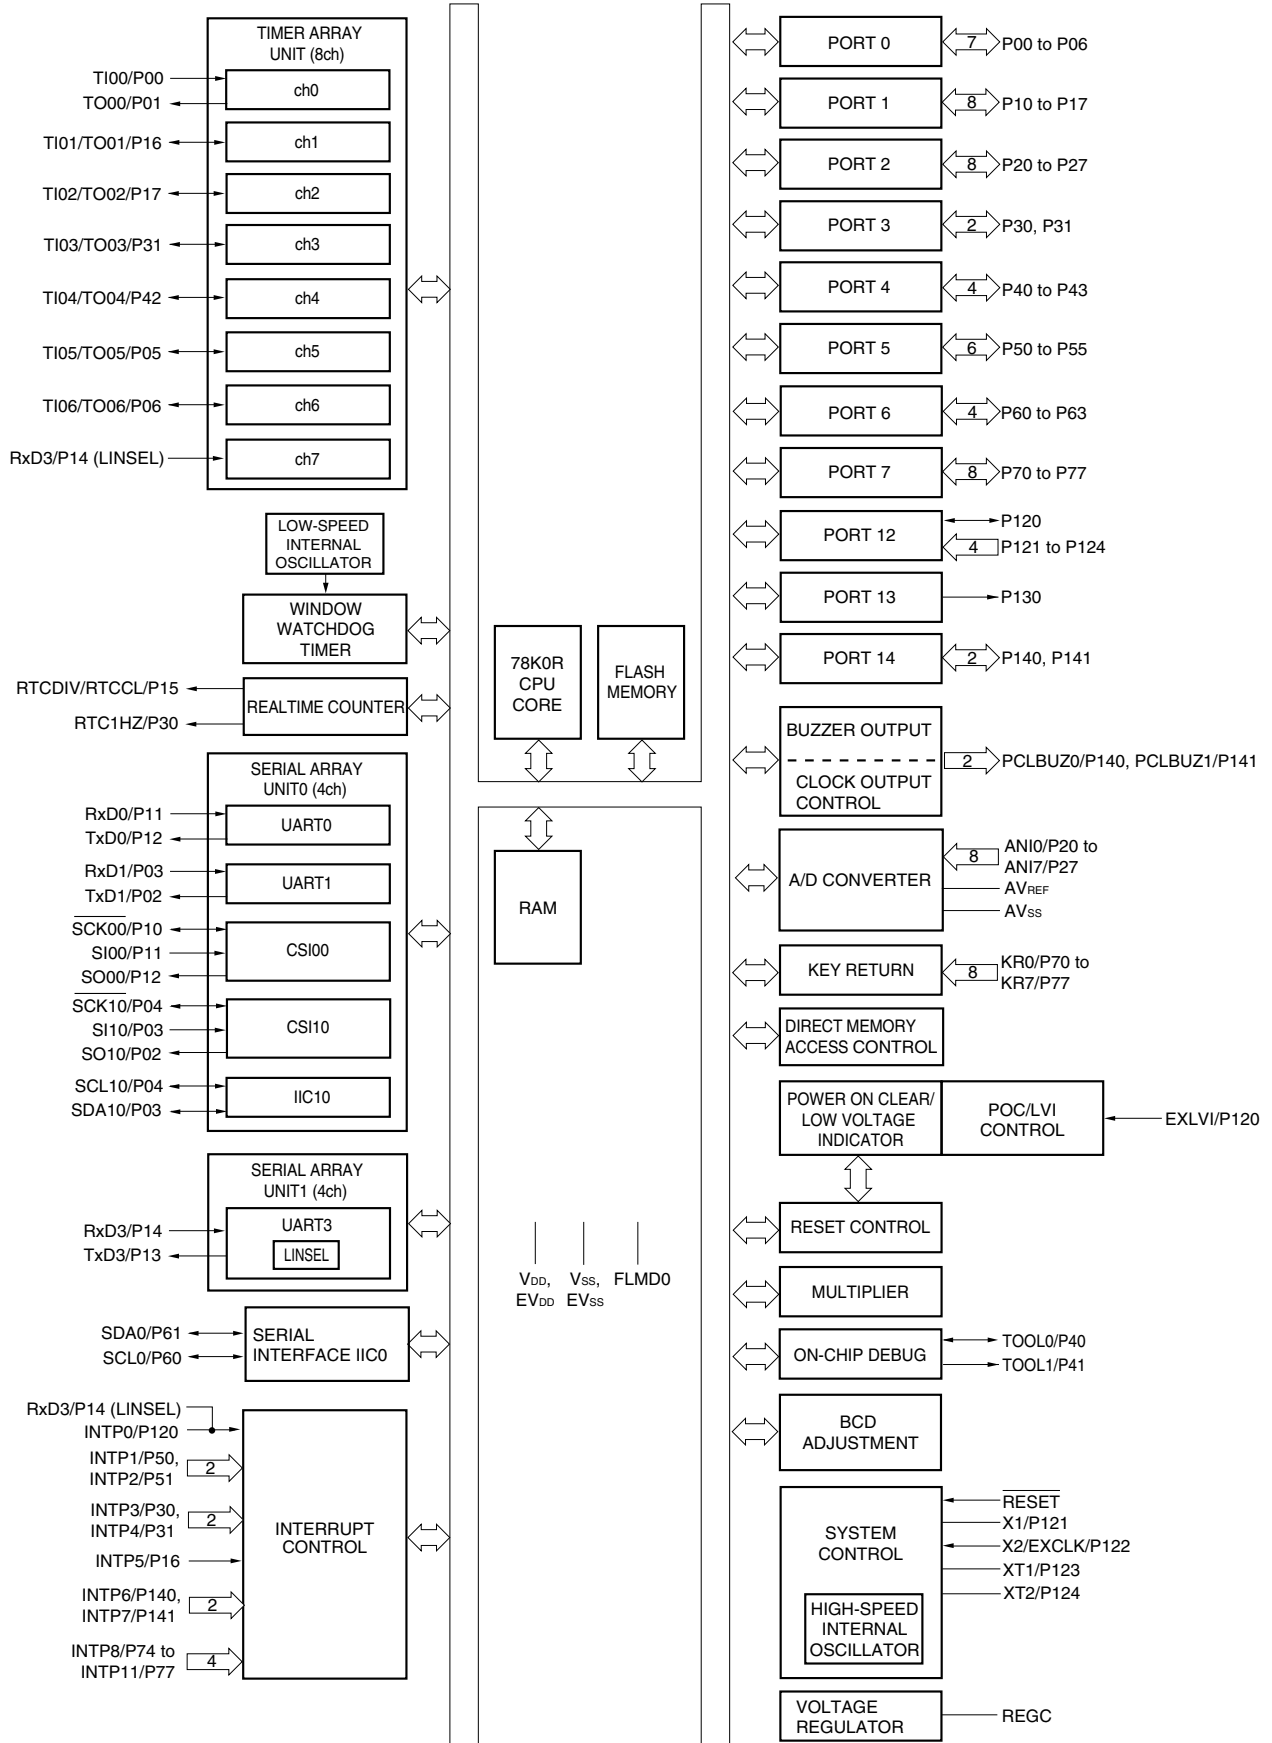 TIMER ARRAY
UNIT (8ch)
TI00/P00
TO00/P01
ch0
TI01/TO01/P16
ch1
TI02/TO02/P17
ch2
TI03/TO03/P31
ch3
TI04/TO04/P42
ch4
TI05/TO05/P05
ch5
TI06/TO06/P06
ch6
RxD3/P14 (LINSEL)
ch7
LOW-SPEED
INTERNAL
OSCILLATOR
WINDOW
WATCHDOG
TIMER
RTCDIV/RTCCL/P15
RTC1HZ/P30
REALTIME COUNTER
SERIAL ARRAY
UNIT0 (4ch)
RxD0/P11
TxD0/P12
UART0
RxD1/P03
TxD1/P02
UART1
SCK00/P10
SI00/P11
SO00/P12
CSI00
SCK10/P04
SI10/P03
SO10/P02
CSI10
SCL10/P04
SDA10/P03
IIC10
SERIAL ARRAY
UNIT1 (4ch)
RxD3/P14
TxD3/P13
UART3
LINSEL
SDA0/P61
SCL0/P60
SERIAL
INTERFACE IIC0
RxD3/P14 (LINSEL)
INTP0/P120
INTP1/P50,
INTP2/P51
2
INTP3/P30,
INTP4/P31
2
INTP5/P16
INTP6/P140,
INTP7/P141
2
INTP8/P74 to
INTP11/P77
4
INTERRUPT
CONTROL
78K0R
CPU
CORE
FLASH
MEMORY
RAM
VDD,
EVDD
VSS,
EVSS
FLMD0
PORT 0
7
P00 to P06
PORT 1
8
P10 to P17
PORT 2
8
P20 to P27
PORT 3
2
P30, P31
PORT 4
4
P40 to P43
PORT 5
6
P50 to P55
PORT 6
4
P60 to P63
PORT 7
8
P70 to P77
PORT 12
P120
4
P121 to P124
PORT 13
P130
PORT 14
2
P140, P141
BUZZER OUTPUT
CLOCK OUTPUT
CONTROL
2
PCLBUZ0/P140, PCLBUZ1/P141
A/D CONVERTER
8
ANI0/P20 to
ANI7/P27
AVREF
AVSS
KEY RETURN
8
KR0/P70 to
KR7/P77
DIRECT MEMORY
ACCESS CONTROL
POWER ON CLEAR/
LOW VOLTAGE
INDICATOR
POC/LVI
CONTROL
EXLVI/P120
RESET CONTROL
MULTIPLIER
ON-CHIP DEBUG
TOOL0/P40
TOOL1/P41
BCD
ADJUSTMENT
SYSTEM
CONTROL
HIGH-SPEED
INTERNAL
OSCILLATOR
RESET
X1/P121
X2/EXCLK/P122
XT1/P123
XT2/P124
VOLTAGE
REGULATOR
REGC